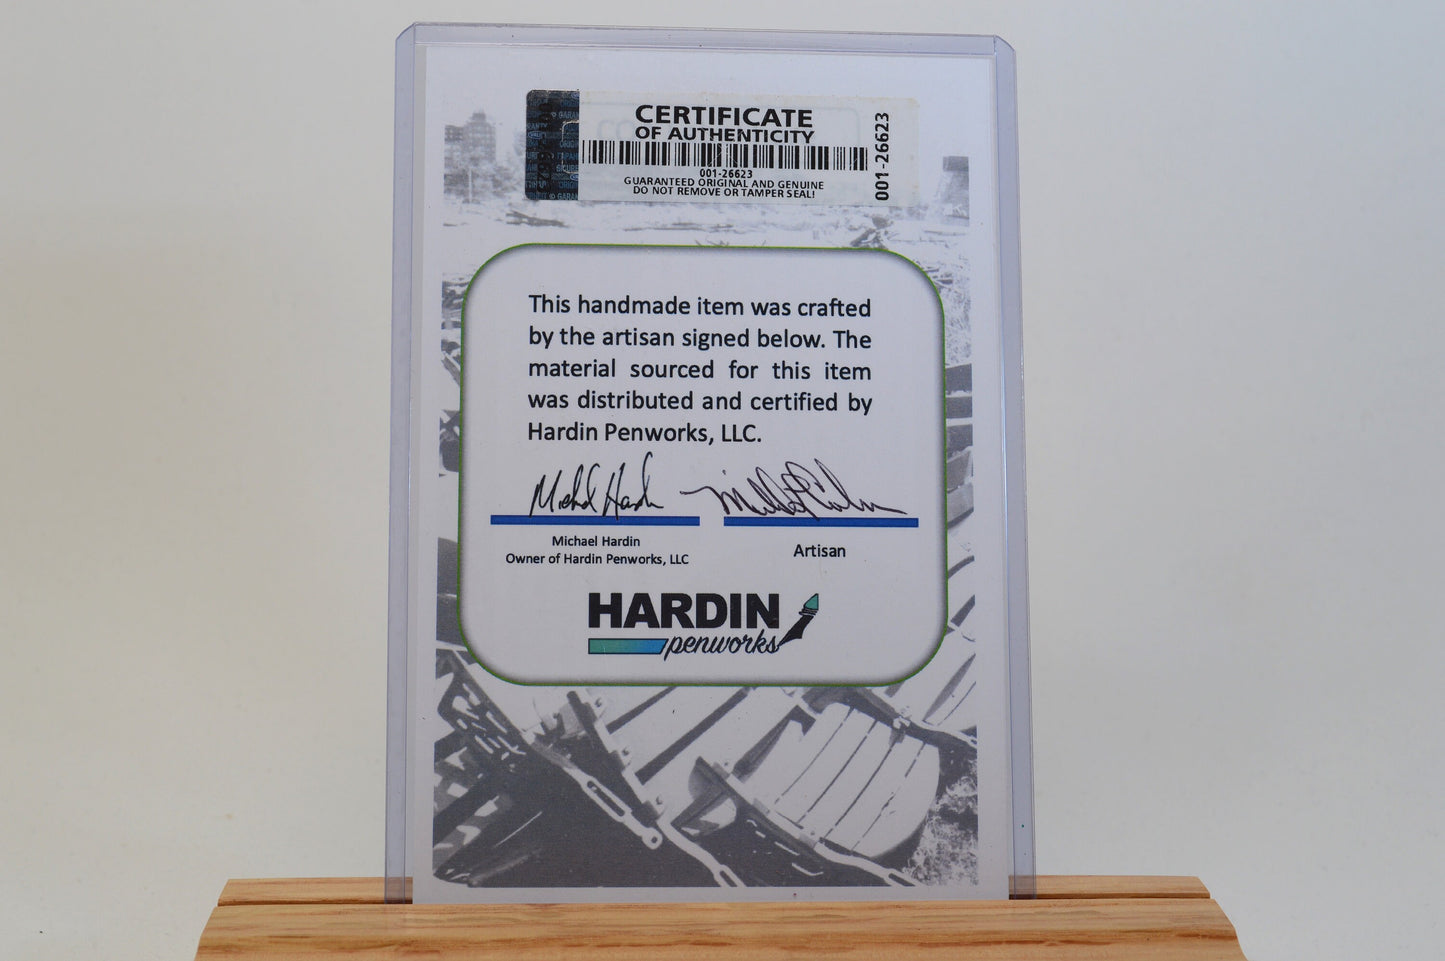 CERTIFICATE
OF AUTHENTICITY
001-26623
001-26623
GUARANTEED ORIGINAL AND GENUINE
DO NOT REMOVE OR TAMPER SEAL!
This handmade item was crafted
by the artisan signed below. The
material sourced for this item
was distributed and certified by
Hardin Penworks, LLC.
Michael Hardin
Michael Hardin
Owner of Hardin Penworks, LLC
Artisan
HARDIN
penworks